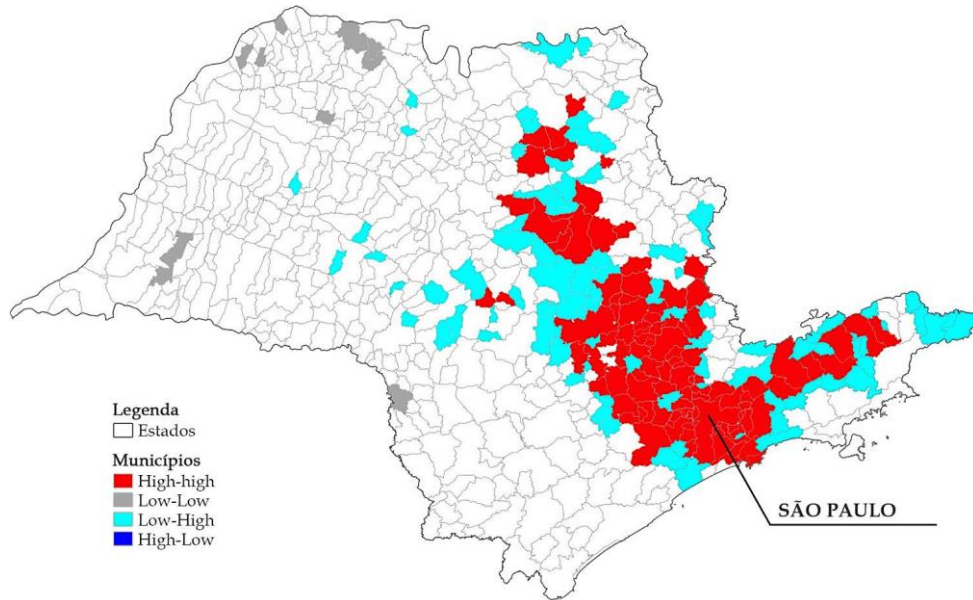 Legenda
Estados
Municípios
High-high
Low-Low
Low-High
High-Low
SÃO PAULO